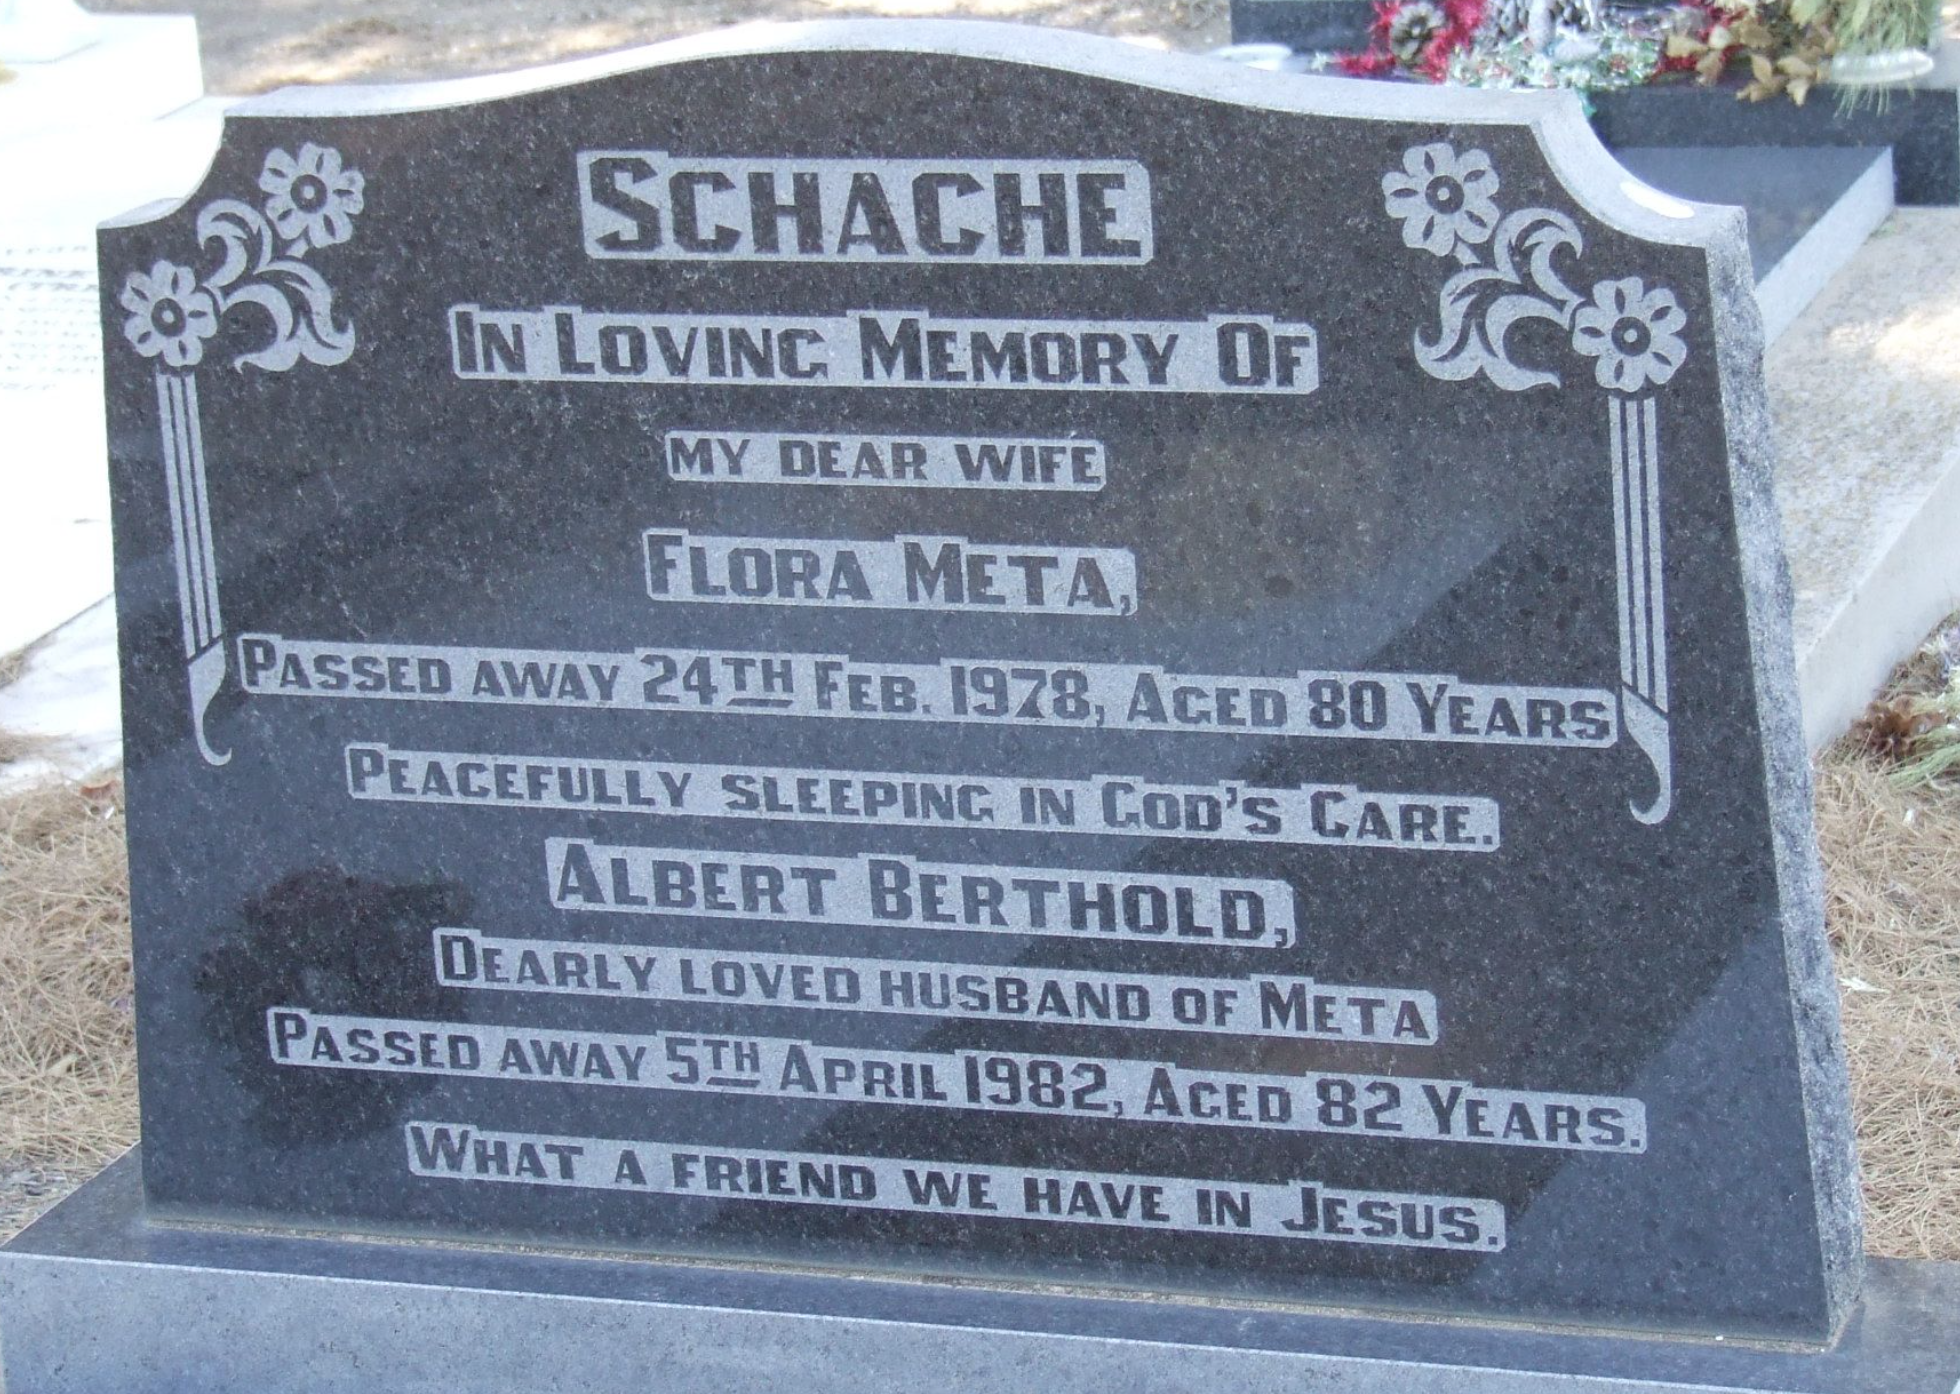 SCHACHE
IN LOVING MEMORY OF
MY DEAR WIFE
FLORA META,
PASSED AWAY 24TH FEB. 1978, AGED 80 YEARS
PEACEFULLY SLEEPING IN GOD'S CARE.
ALBERT BERTHOLD,
DEARLY LOVED HUSBAND OF META
PASSED AWAY 5TH APRIL 1982, AGED 82 YEARS.
WHAT A FRIEND WE HAVE IN JESUS.